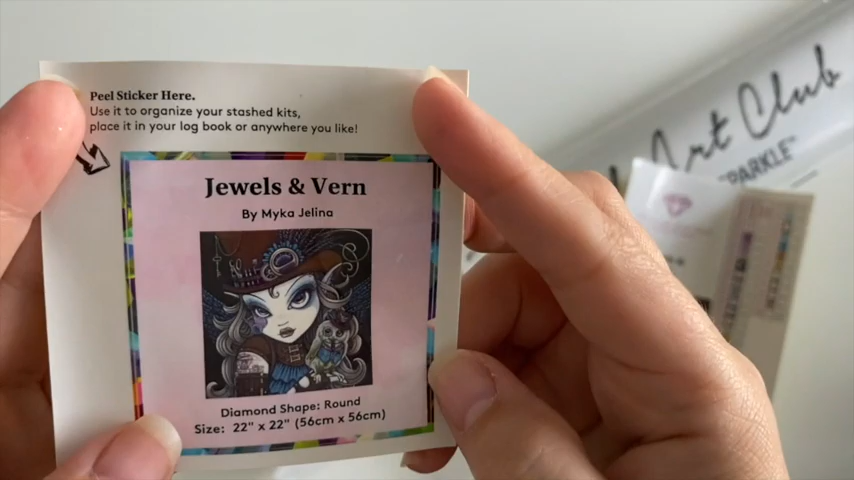 Peel Sticker Here.
Use it to organize your stashed kits,
place it in your log book or anywhere you like!
Jewels & Vern
By Myka Jelina
Diamond Shape: Round
Size: 22" x 22" (56cm x 56cm)
Art Club
SPARKLE™